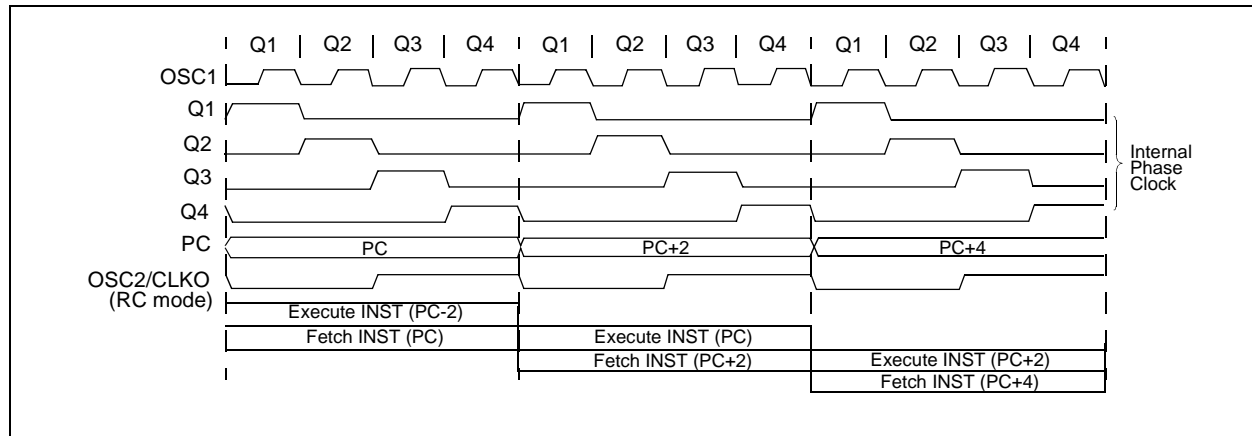 Q1 Q2 Q3 Q4 Q1 Q2 Q3 Q4 Q1 Q2 Q3 Q4
OSC1
Q1
Q2
Q3
Q4
Internal
Phase
Clock
PC PC PC+2 PC+4
OSC2/CLKO
(RC mode)
Execute INST (PC-2)
Fetch INST (PC) Execute INST (PC)
Fetch INST (PC+2) Execute INST (PC+2)
Fetch INST (PC+4)